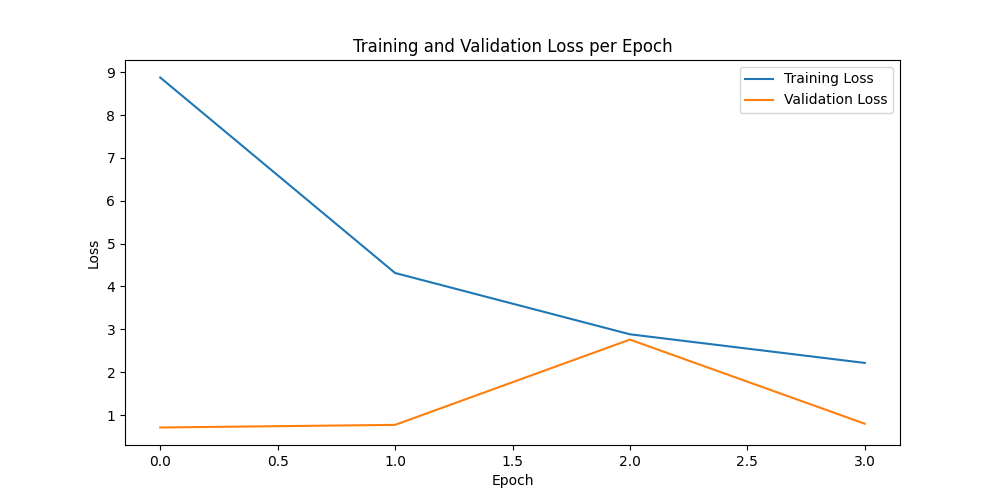 Training and Validation Loss per Epoch
Training Loss
Validation Loss
9
8
7
6
5
4
3
2
1
Loss
0.0 0.5 1.0 1.5 2.0 2.5 3.0
Epoch